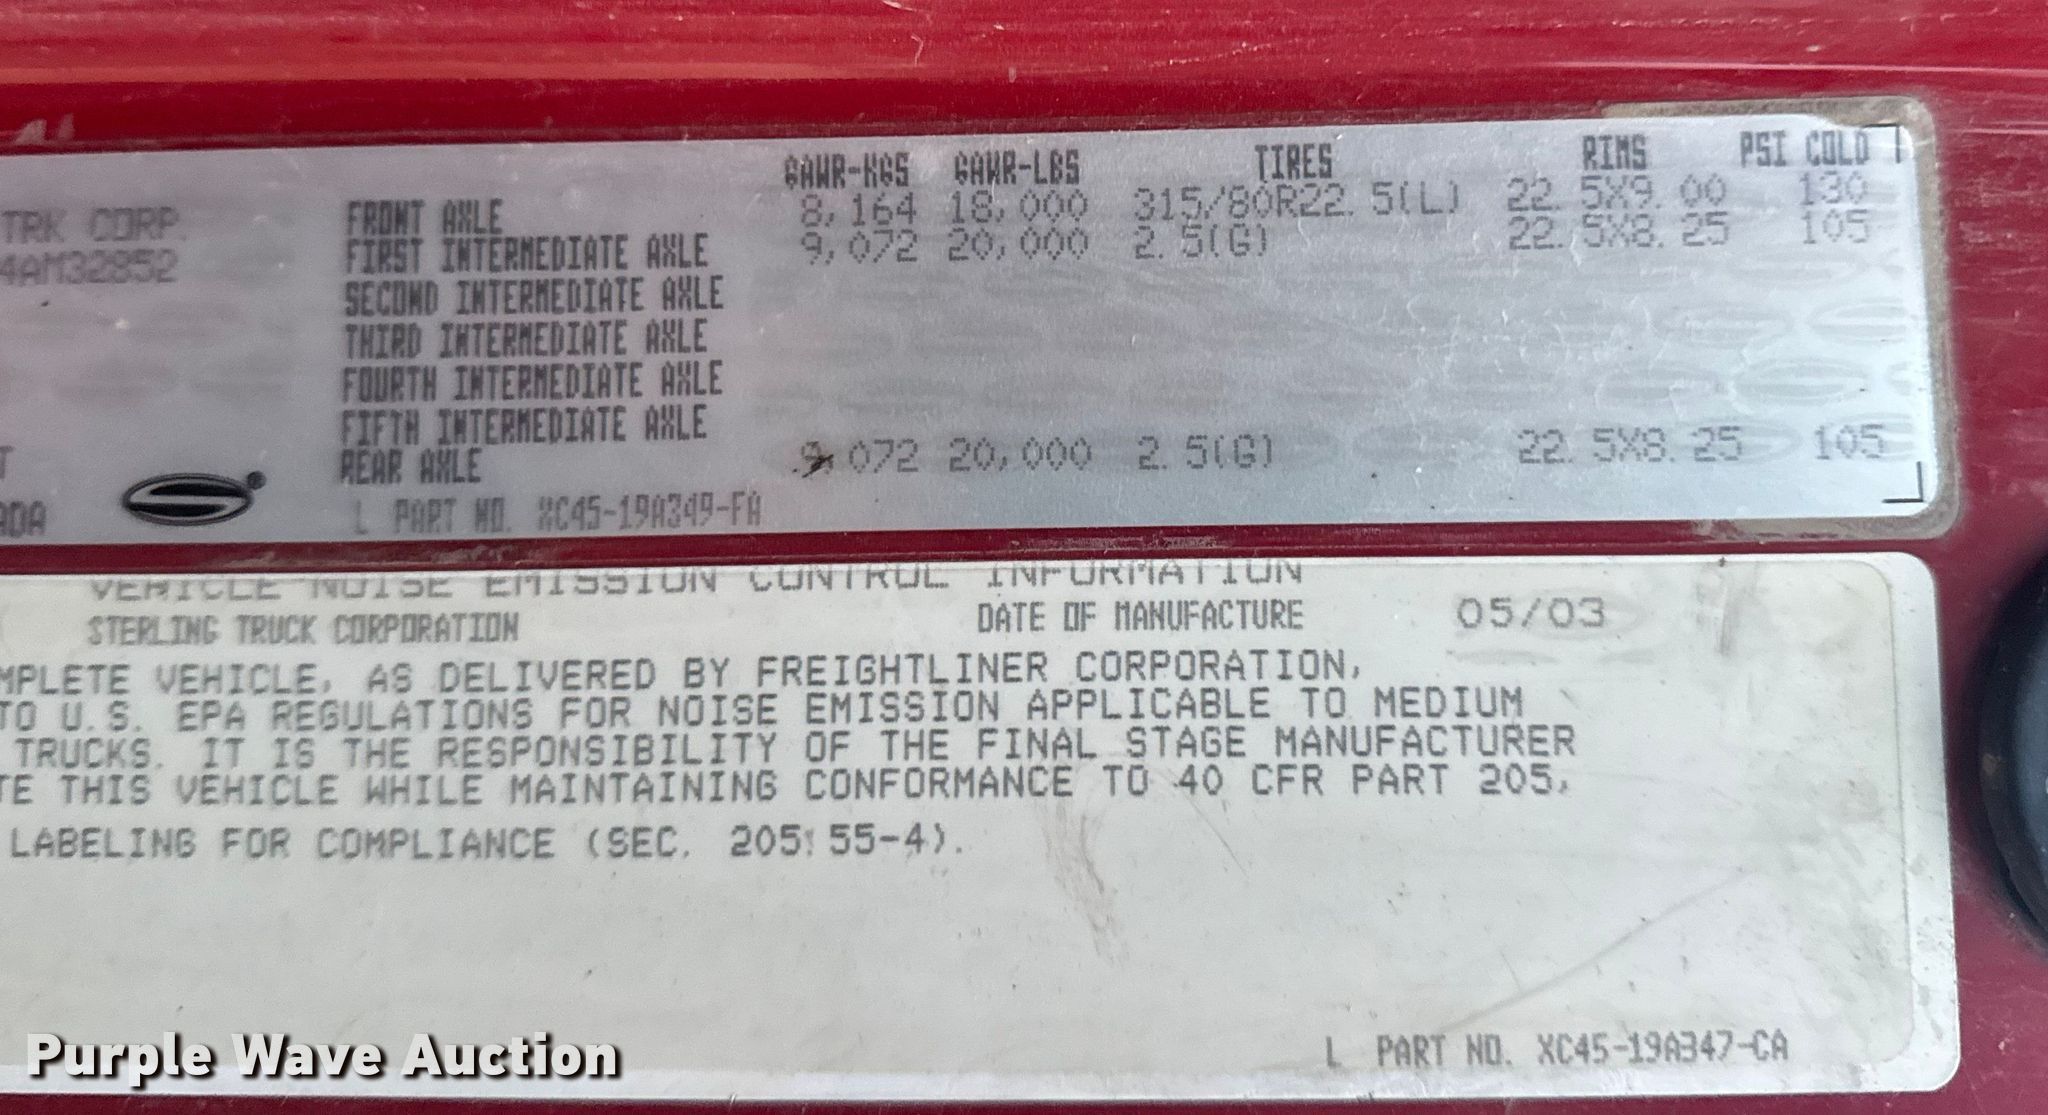 GAWR-KGS GAWR-LBS TIRES RIMS PSI COLD
TRK CORP. FRONT AXLE 8,164 18,000 315/80R22.5(L) 22.5X9.00 130
FIRST INTERMEDIATE AXLE 9,072 20,000 2.5(G) 22.5X8.25 105
4AM32852 SECOND INTERMEDIATE AXLE
THIRD INTERMEDIATE AXLE
FOURTH INTERMEDIATE AXLE
FIFTH INTERMEDIATE AXLE
T REAR AXLE 9,072 20,000 2.5(G) 22.5X8.25 105
ADA L PART NO. XC45-19A349-FA
VEHICLE NOISE EMISSION CONTROL INFORMATION
STERLING TRUCK CORPORATION DATE OF MANUFACTURE 05/03
MPLETE VEHICLE, AS DELIVERED BY FREIGHTLINER CORPORATION,
TO U.S. EPA REGULATIONS FOR NOISE EMISSION APPLICABLE TO MEDIUM
TRUCKS. IT IS THE RESPONSIBILITY OF THE FINAL STAGE MANUFACTURER
TE THIS VEHICLE WHILE MAINTAINING CONFORMANCE TO 40 CFR PART 205,
LABELING FOR COMPLIANCE (SEC. 205.55-4).
L PART NO. XC45-19A347-CA
Purple Wave Auction